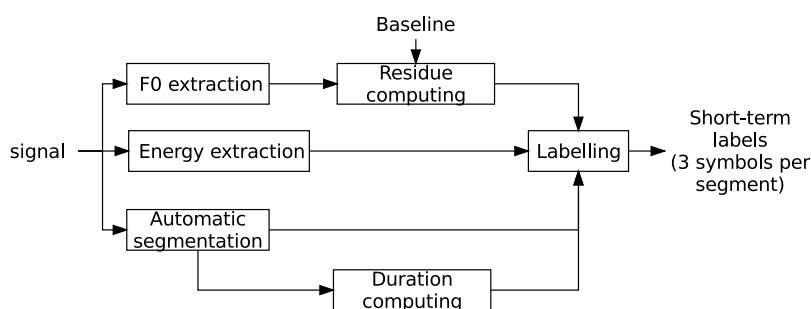 Baseline
F0 extraction
Residue
computing
signal
Energy extraction
Labelling
Short-term
labels
(3 symbols per
segment)
Automatic
segmentation
Duration
computing